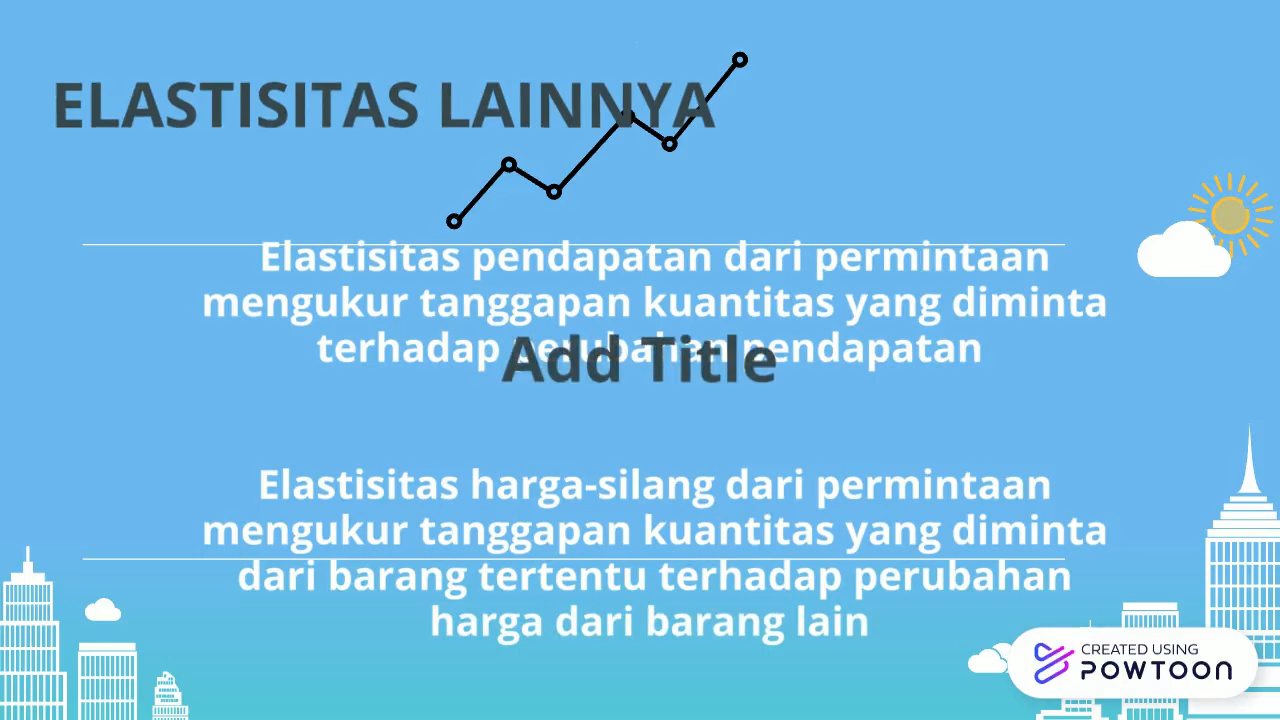 ELASTISITAS LAINNYA
Elastisitas pendapatan dari permintaan
mengukur tanggapan kuantitas yang diminta
terhadap perubahan pendapatan
Add Title
Elastisitas harga-silang dari permintaan
mengukur tanggapan kuantitas yang diminta
dari barang tertentu terhadap perubahan
harga dari barang lain
CREATED USING
POWTOON